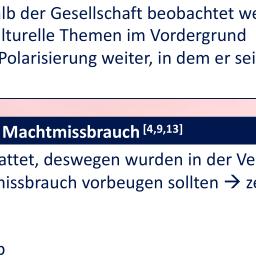 lb der Gesellschaft beobachtet we
lturelle Themen im Vordergrund
Polarisierung weiter, in dem er sei
Machtmissbrauch [4,9,13]
attet, deswegen wurden in der Ve
nissbrauch vorbeugen sollten → ze